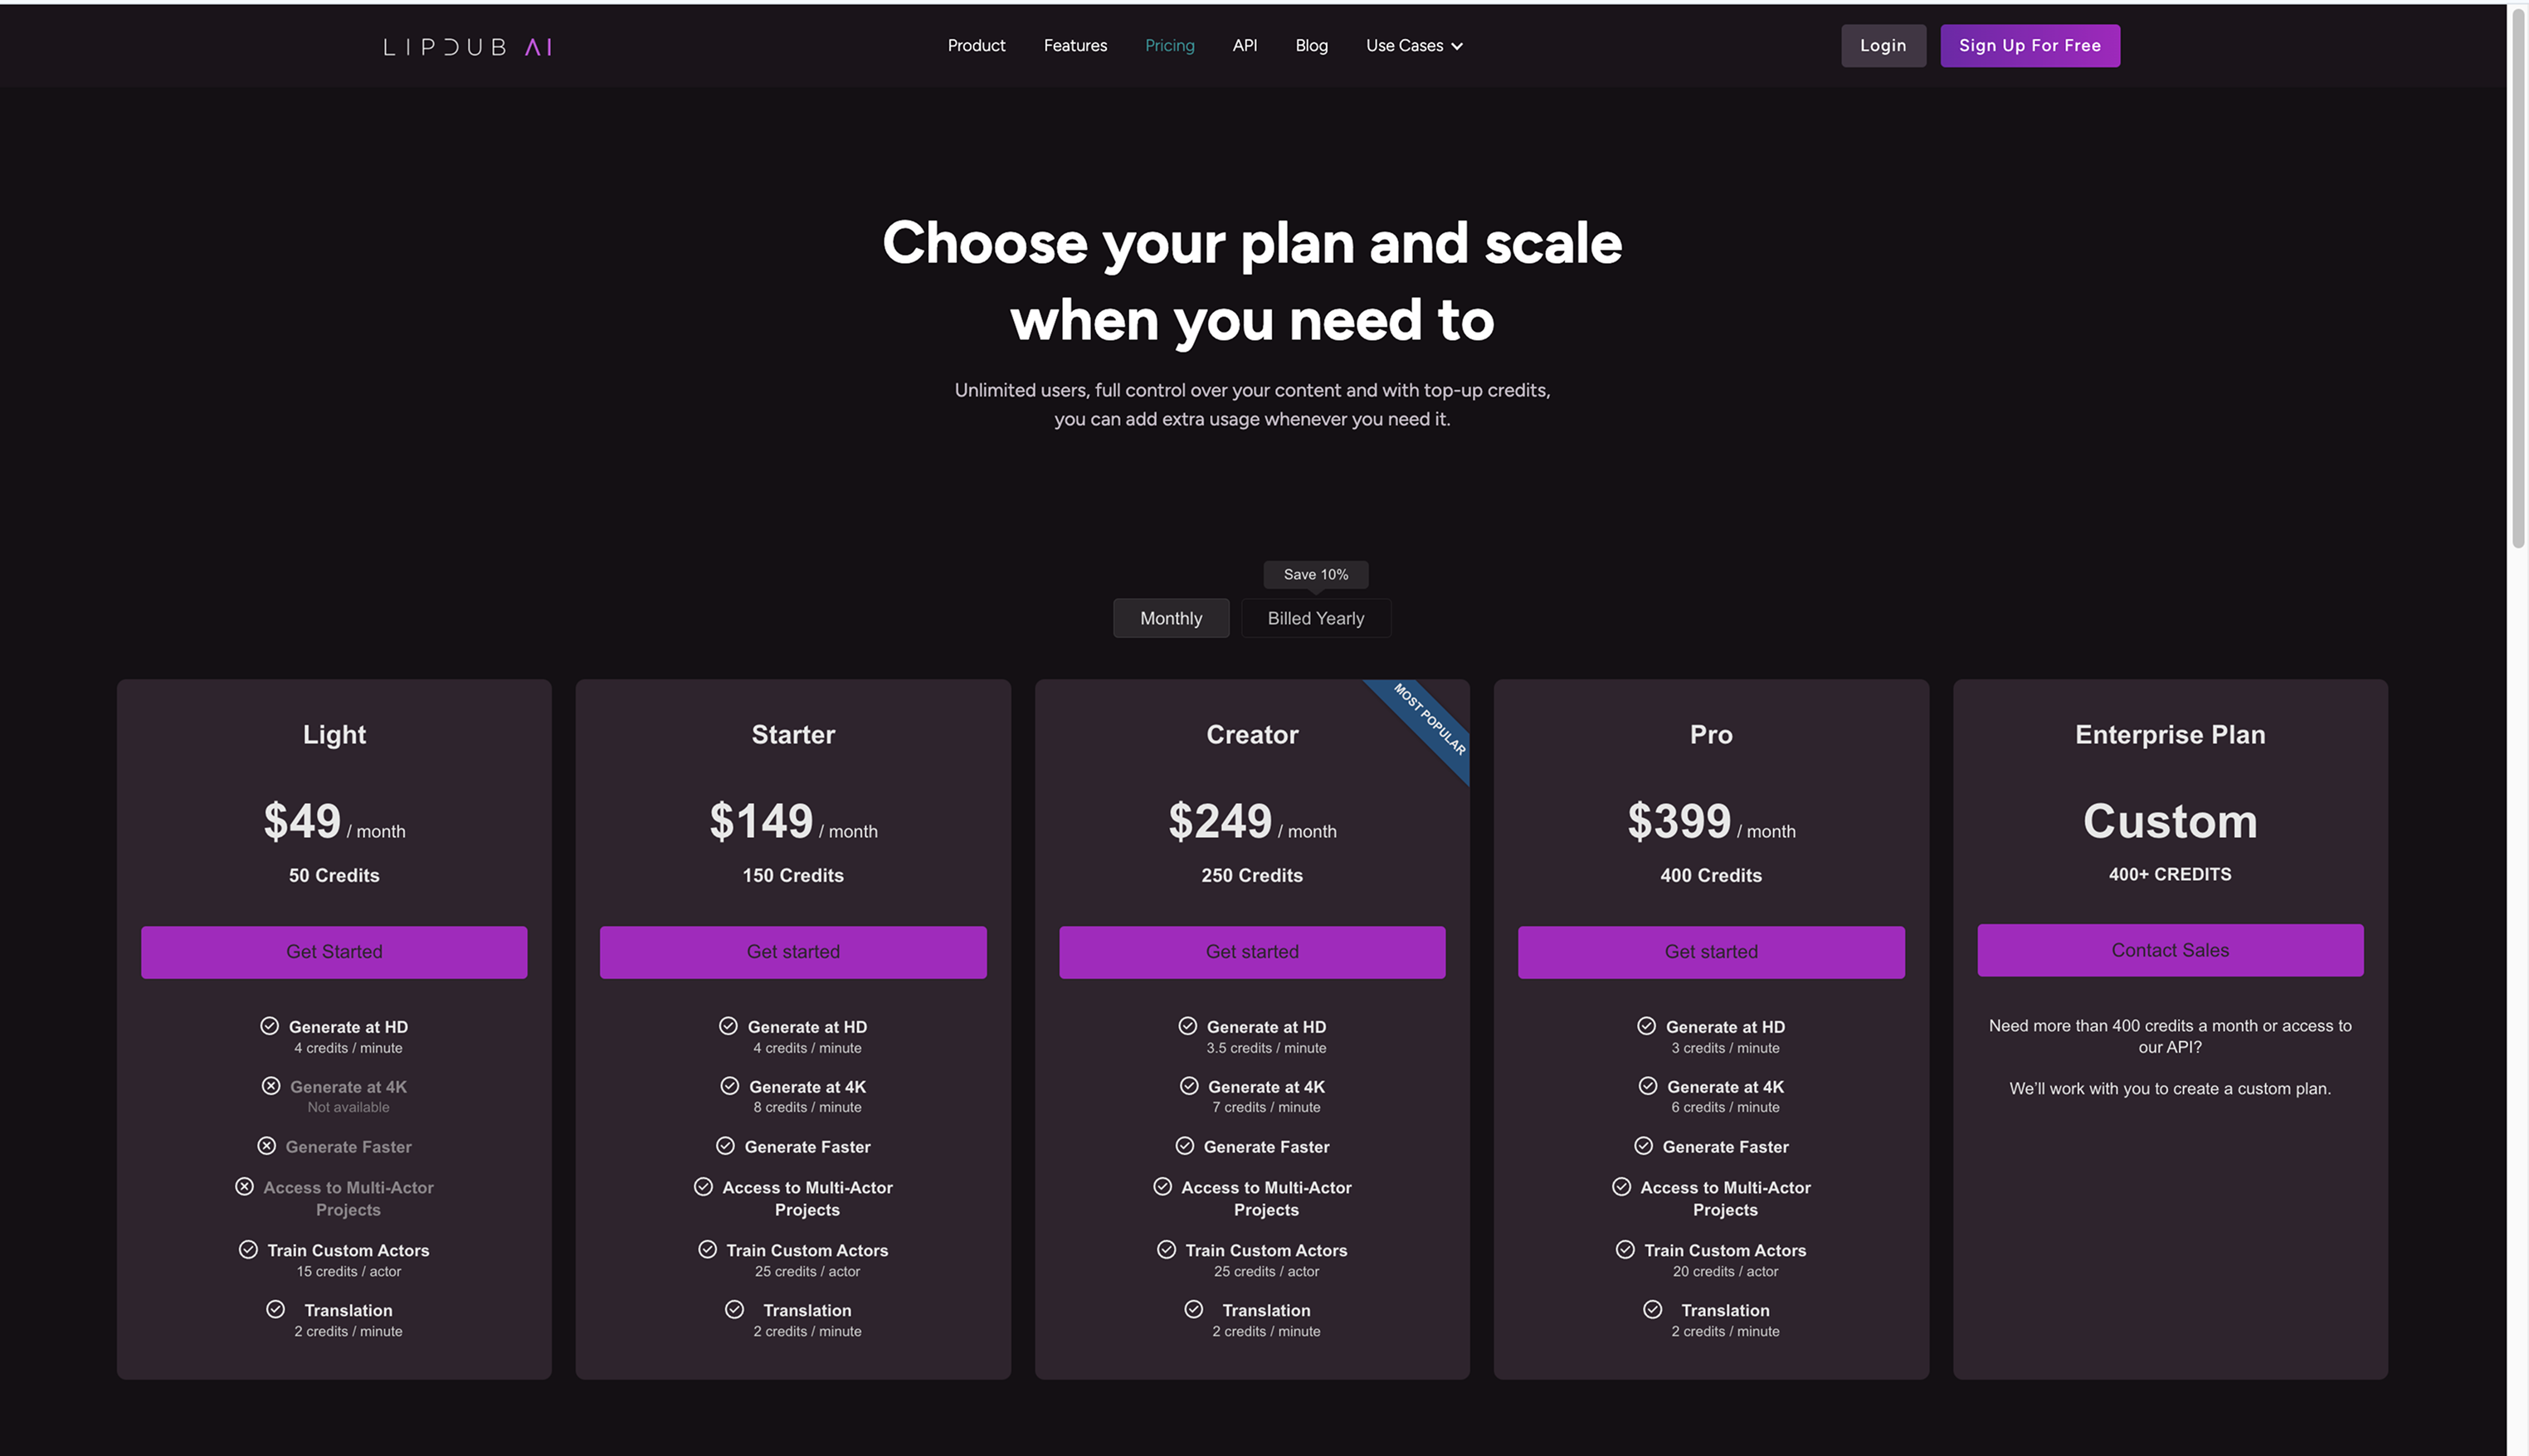 LIPDUB AI
Product Features Pricing API Blog Use Cases
Login Sign Up For Free
Choose your plan and scale
when you need to
Unlimited users, full control over your content and with top-up credits,
you can add extra usage whenever you need it.
Save 10%
Monthly Billed Yearly
Light
$49 / month
50 Credits
Get Started
Generate at HD
4 credits / minute
Generate at 4K
Not available
Generate Faster
Access to Multi-Actor
Projects
Train Custom Actors
15 credits / actor
Translation
2 credits / minute
Starter
$149 / month
150 Credits
Get started
Generate at HD
4 credits / minute
Generate at 4K
8 credits / minute
Generate Faster
Access to Multi-Actor
Projects
Train Custom Actors
25 credits / actor
Translation
2 credits / minute
MOST POPULAR
Creator
$249 / month
250 Credits
Get started
Generate at HD
3.5 credits / minute
Generate at 4K
7 credits / minute
Generate Faster
Access to Multi-Actor
Projects
Train Custom Actors
25 credits / actor
Translation
2 credits / minute
Pro
$399 / month
400 Credits
Get started
Generate at HD
3 credits / minute
Generate at 4K
6 credits / minute
Generate Faster
Access to Multi-Actor
Projects
Train Custom Actors
20 credits / actor
Translation
2 credits / minute
Enterprise Plan
Custom
400+ CREDITS
Contact Sales
Need more than 400 credits a month or access to
our API?
We'll work with you to create a custom plan.